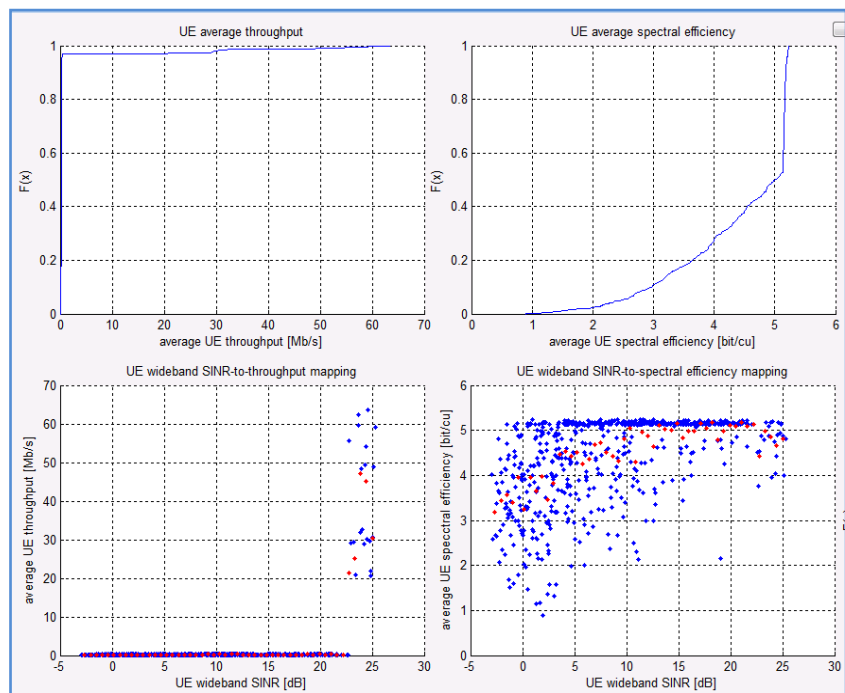 UE average throughput
1
0.8
0.6
0.4
0.2
0
F(x)
0 10 20 30 40 50 60 70
average UE throughput [Mb/s]
UE average spectral efficiency
1
0.8
0.6
0.4
0.2
0
F(x)
0 1 2 3 4 5 6
average UE spectral efficiency [bit/cu]
UE wideband SINR-to-throughput mapping
70
60
50
40
30
20
10
0
average UE throughput [Mb/s]
-5 0 5 10 15 20 25 30
UE wideband SINR [dB]
UE wideband SINR-to-spectral efficiency mapping
6
5
4
3
2
1
0
average UE specctral efficiency [bit/cu]
-5 0 5 10 15 20 25 30
UE wideband SINR [dB]